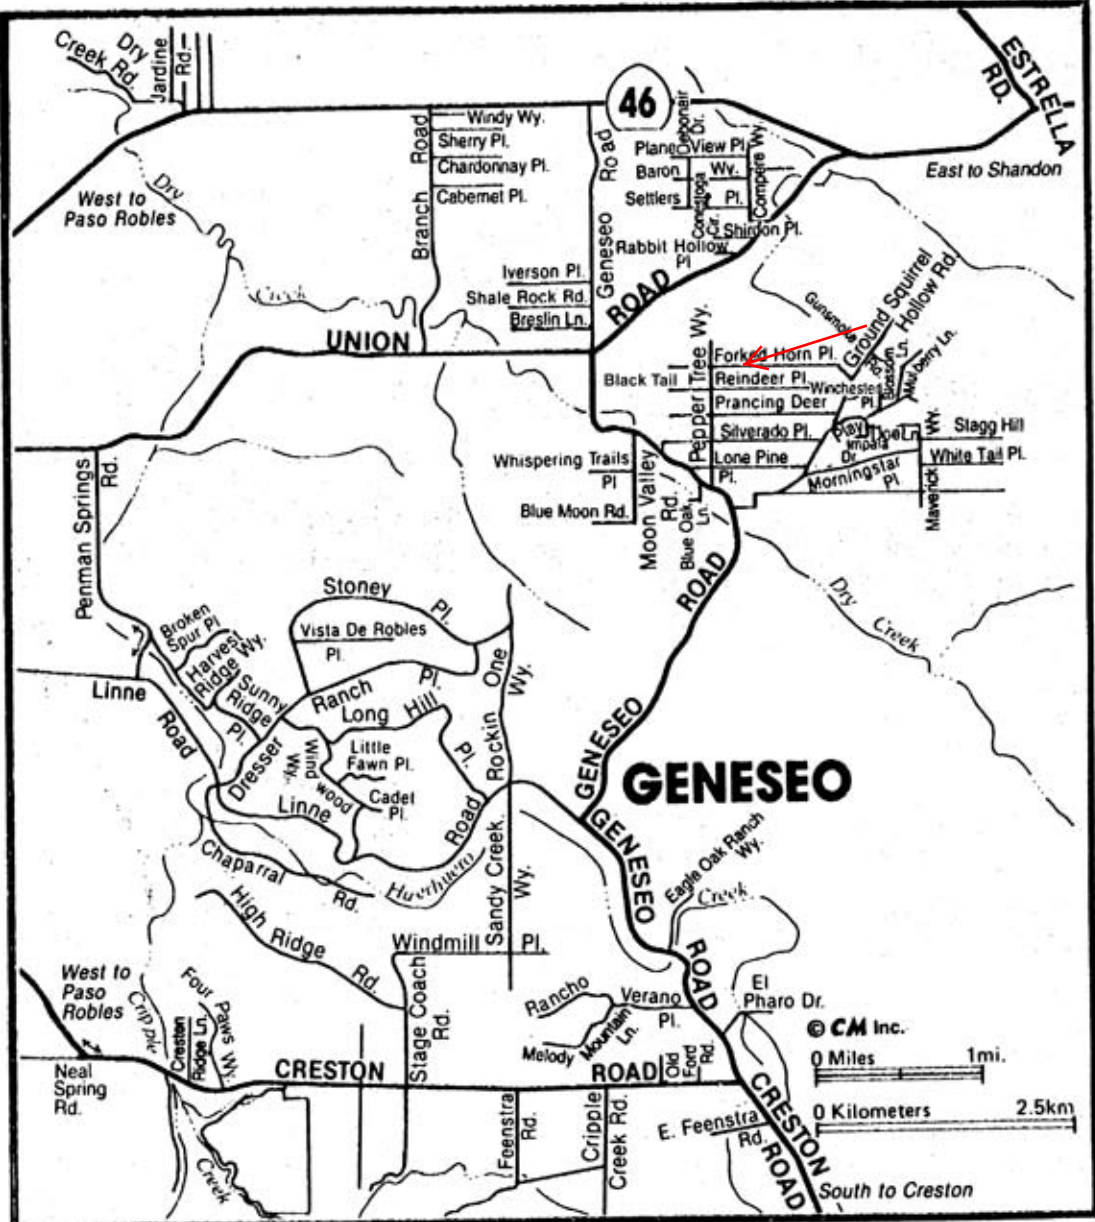 Dry
Creek Rd.
Jardine
Rd.
46
ESTRELLA
RD.
East to Shandon
West to
Paso Robles
Dry
Creek
Branch Road
Windy Wy.
Sherry Pl.
Chardonnay Pl.
Cabernet Pl.
Geneseo Road
Debonair
Dr.
Plane View Pl.
Baron Wy.
Settlers Pl.
Conestoga
Cir.
Compere Wy.
Shirdon Pl.
Rabbit Hollow
Pl
Iverson Pl.
Shale Rock Rd.
Breslin Ln.
UNION
ROAD
Gunsmoke
Pl.
Ground Squirrel
Hollow Rd.
Pepper Tree Wy.
Forked Horn Pl.
Black Tail
Reindeer Pl.
Winchester
Pl.
Blossom
Ln.
Mulberry Ln.
Prancing Deer
Silverado Pl.
Play
Impala
Dr
Ln
Stagg Hill
Lone Pine
Pl.
White Tail Pl.
Morningstar
Pl
Maverick Wy.
Whispering Trails
Pl
Blue Moon Rd.
Moon Valley
Rd.
Blue Oak
Ln.
Penman Springs
Rd.
GENESEO ROAD
Dry
Creek
Stoney Pl.
Vista De Robles
Pl.
Broken
Spur Pl
Harvest
Ridge Wy.
Sunny
Ridge
Pl.
Linne
Road
Dresser
Ranch Pl.
Long Hill
Pl.
Rockin One
Wy.
Little
Fawn Pl.
Wind
wood
Wy.
Cadet
Pl.
Linne Road
GENESEO
GENESEO
ROAD
Chaparral
Rd.
Huerhuero
Creek
Sandy Creek
Wy.
Eagle Oak Ranch
Wy.
High Ridge
Rd.
Windmill Pl.
West to
Paso
Robles
Cripple
Creek
Four Paws Wy.
Creston
Ridge Ln.
Stage Coach
Rd.
Rancho
Verano
Pl.
Melody
Mountain
Ln.
El
Pharo Dr.
© CM Inc.
0 Miles 1mi.
0 Kilometers 2.5km
Neal
Spring
Rd.
CRESTON
ROAD
Old
Ford
Rd.
CRESTON
ROAD
Feenstra
Rd.
Cripple
Creek Rd.
E. Feenstra
Rd.
South to Creston